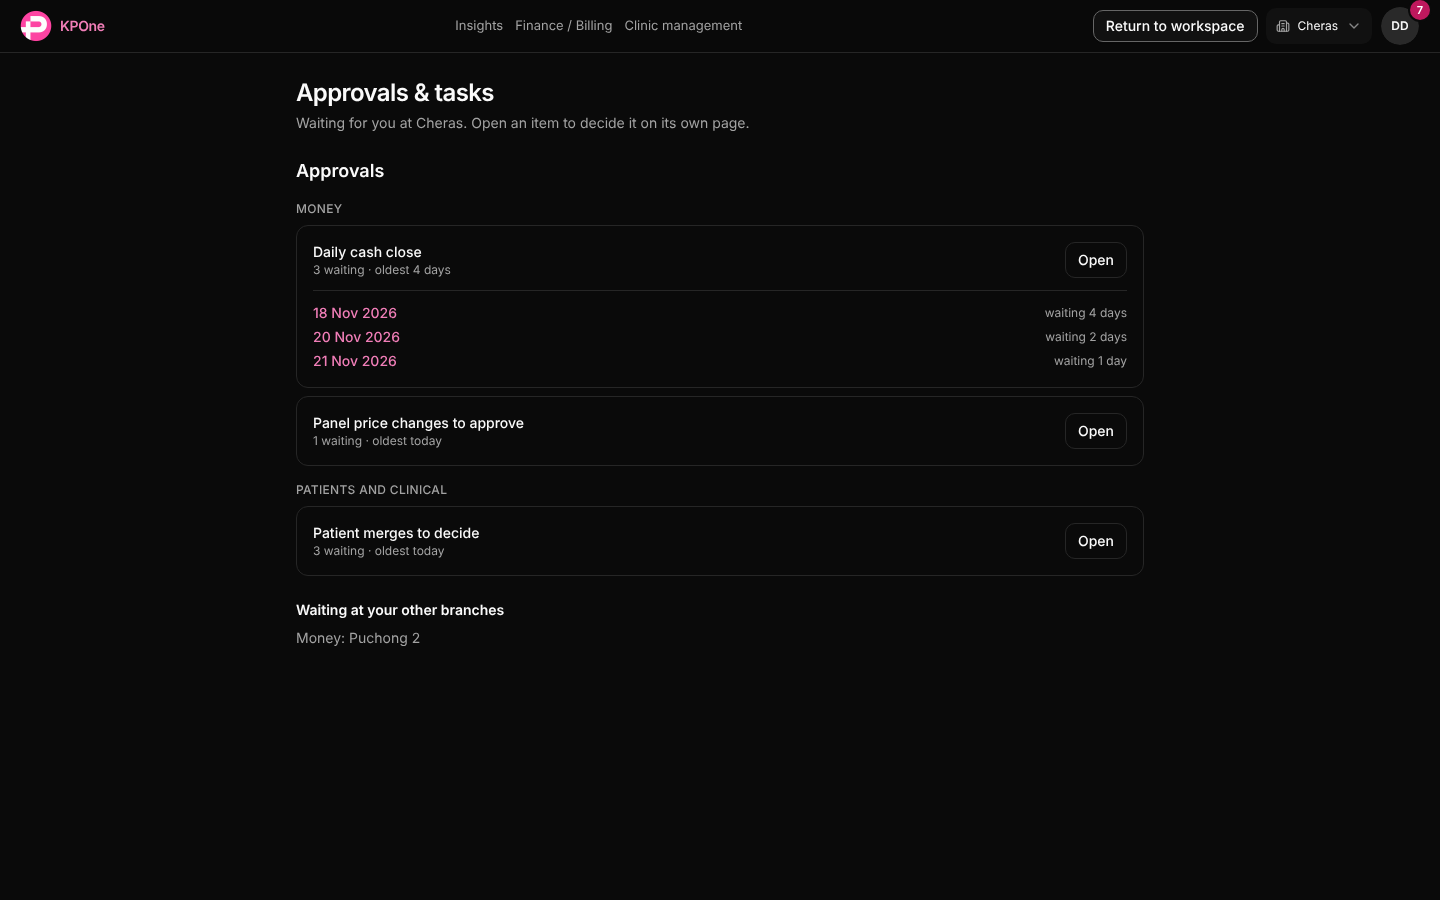 KPOne
Insights Finance / Billing Clinic management
Return to workspace
Cheras
DD
7
Approvals & tasks
Waiting for you at Cheras. Open an item to decide it on its own page.
Approvals
MONEY
Daily cash close
3 waiting · oldest 4 days
Open
18 Nov 2026 waiting 4 days
20 Nov 2026 waiting 2 days
21 Nov 2026 waiting 1 day
Panel price changes to approve
1 waiting · oldest today
Open
PATIENTS AND CLINICAL
Patient merges to decide
3 waiting · oldest today
Open
Waiting at your other branches
Money: Puchong 2